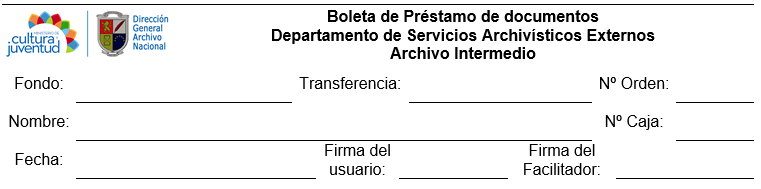 MINISTERIO DE
cultura y
juventud
Dirección
General
Archivo
Nacional
Boleta de Préstamo de documentos
Departamento de Servicios Archivísticos Externos
Archivo Intermedio
Fondo: Transferencia: Nº Orden:
Nombre: Nº Caja:
Fecha: Firma del usuario: Firma del Facilitador: